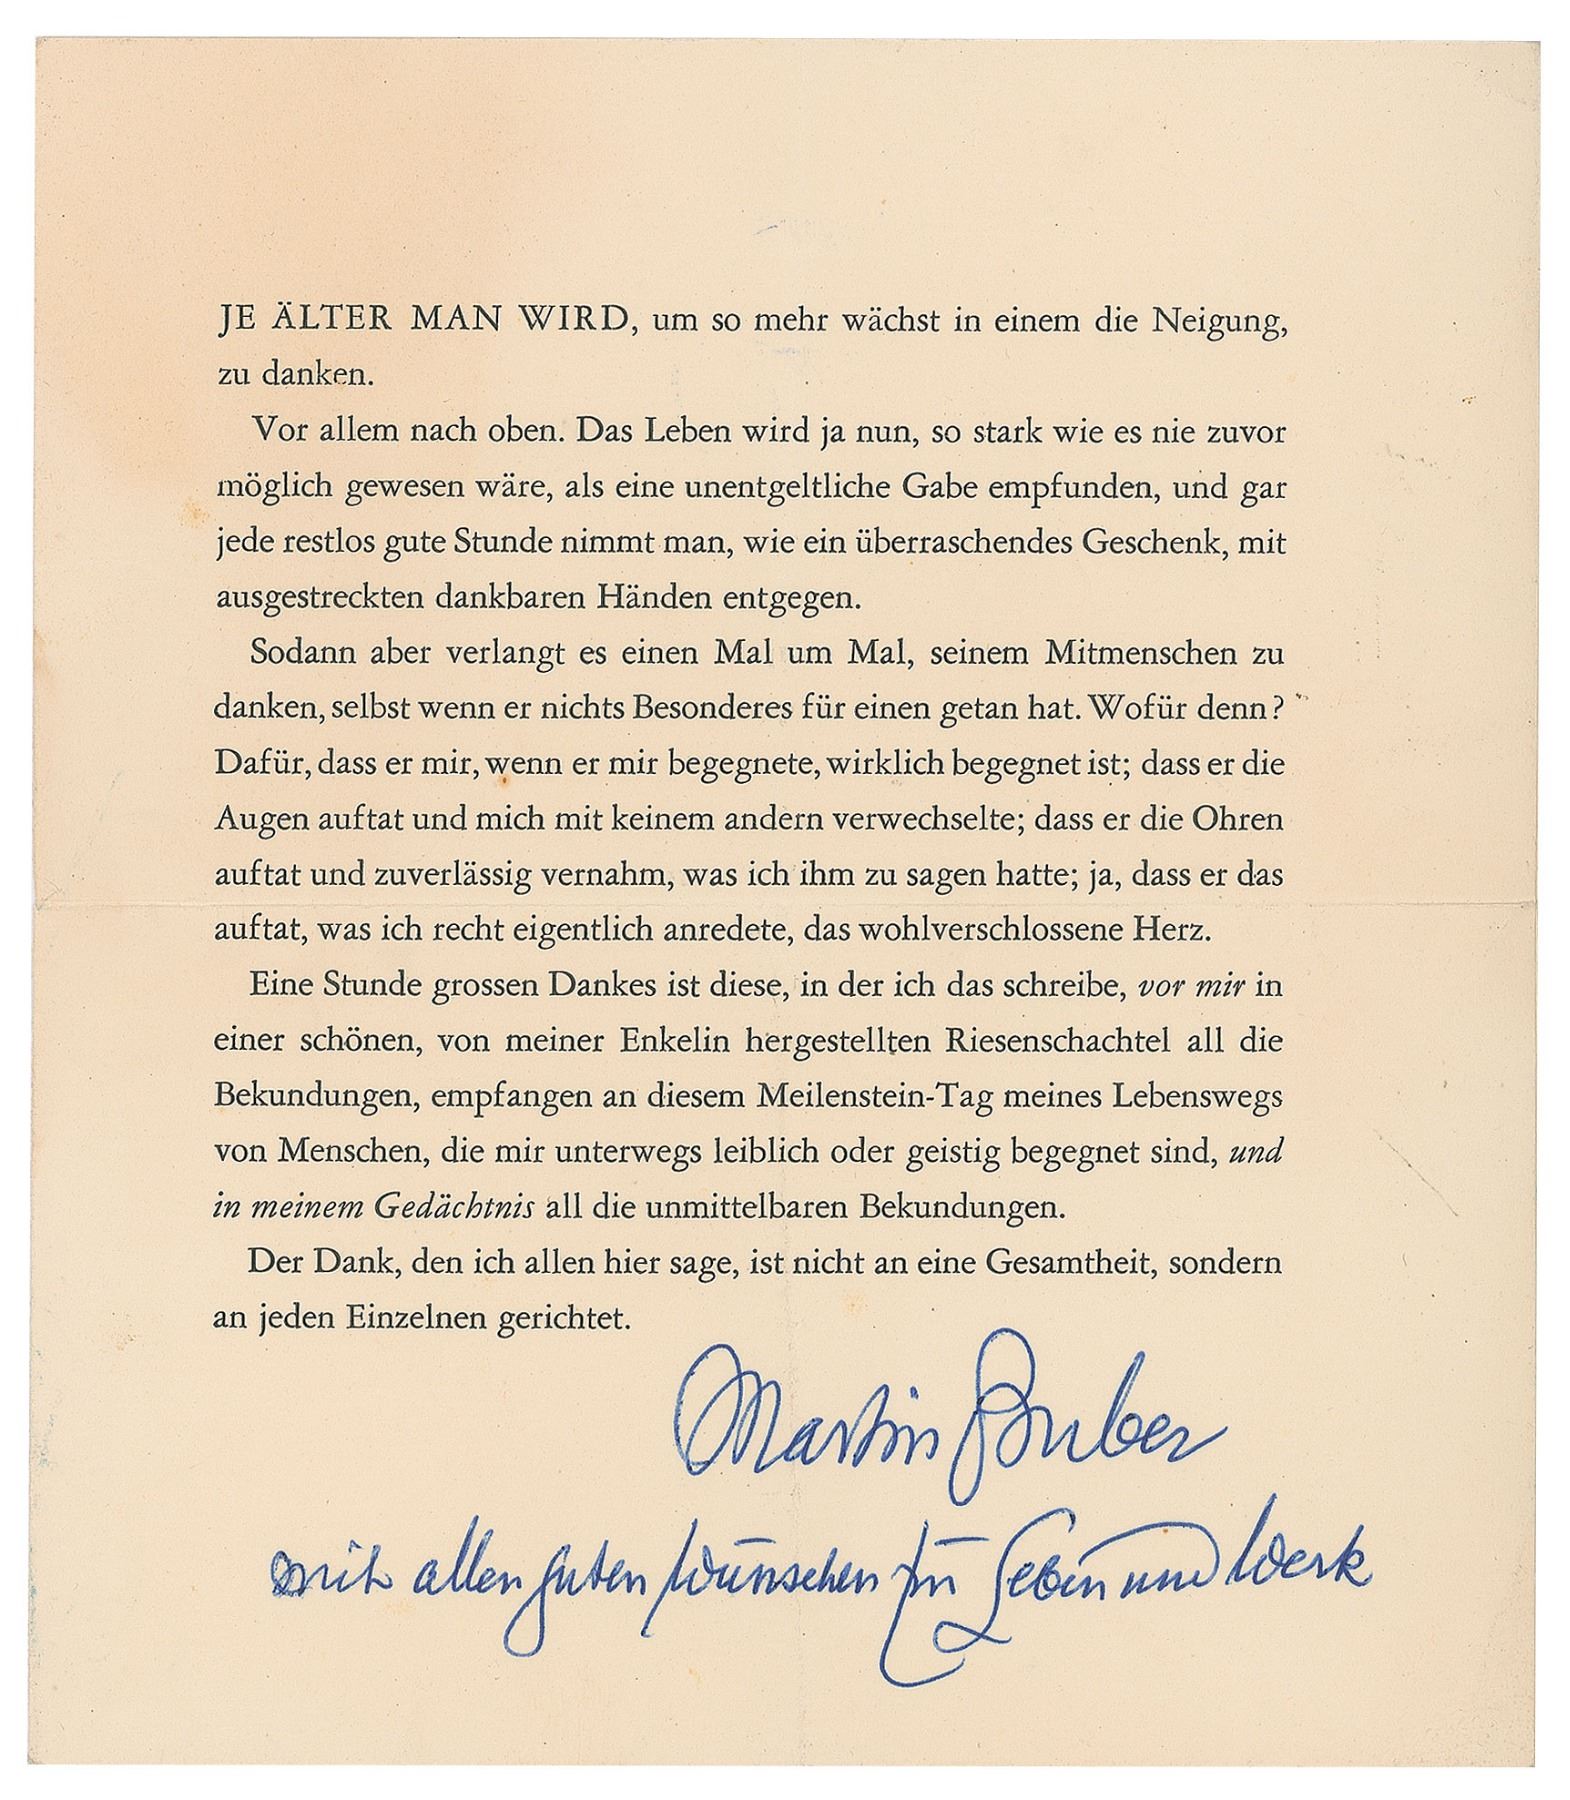 JE ÄLTER MAN WIRD, um so mehr wächst in einem die Neigung,
zu danken.
Vor allem nach oben. Das Leben wird ja nun, so stark wie es nie zuvor
möglich gewesen wäre, als eine unentgeltliche Gabe empfunden, und gar
jede restlos gute Stunde nimmt man, wie ein überraschendes Geschenk, mit
ausgestreckten dankbaren Händen entgegen.
Sodann aber verlangt es einen Mal um Mal, seinem Mitmenschen zu
danken, selbst wenn er nichts Besonderes für einen getan hat. Wofür denn?
Dafür, dass er mir, wenn er mir begegnete, wirklich begegnet ist; dass er die
Augen auftat und mich mit keinem andern verwechselte; dass er die Ohren
auftat und zuverlässig vernahm, was ich ihm zu sagen hatte; ja, dass er das
auftat, was ich recht eigentlich anredete, das wohlverschlossene Herz.
Eine Stunde grossen Dankes ist diese, in der ich das schreibe, vor mir in
einer schönen, von meiner Enkelin hergestellten Riesenschachtel all die
Bekundungen, empfangen an diesem Meilenstein-Tag meines Lebenswegs
von Menschen, die mir unterwegs leiblich oder geistig begegnet sind, und
in meinem Gedächtnis all die unmittelbaren Bekundungen.
Der Dank, den ich allen hier sage, ist nicht an eine Gesamtheit, sondern
an jeden Einzelnen gerichtet.
Martin Buber
mit allen guten Wünschen für Leben und Werk